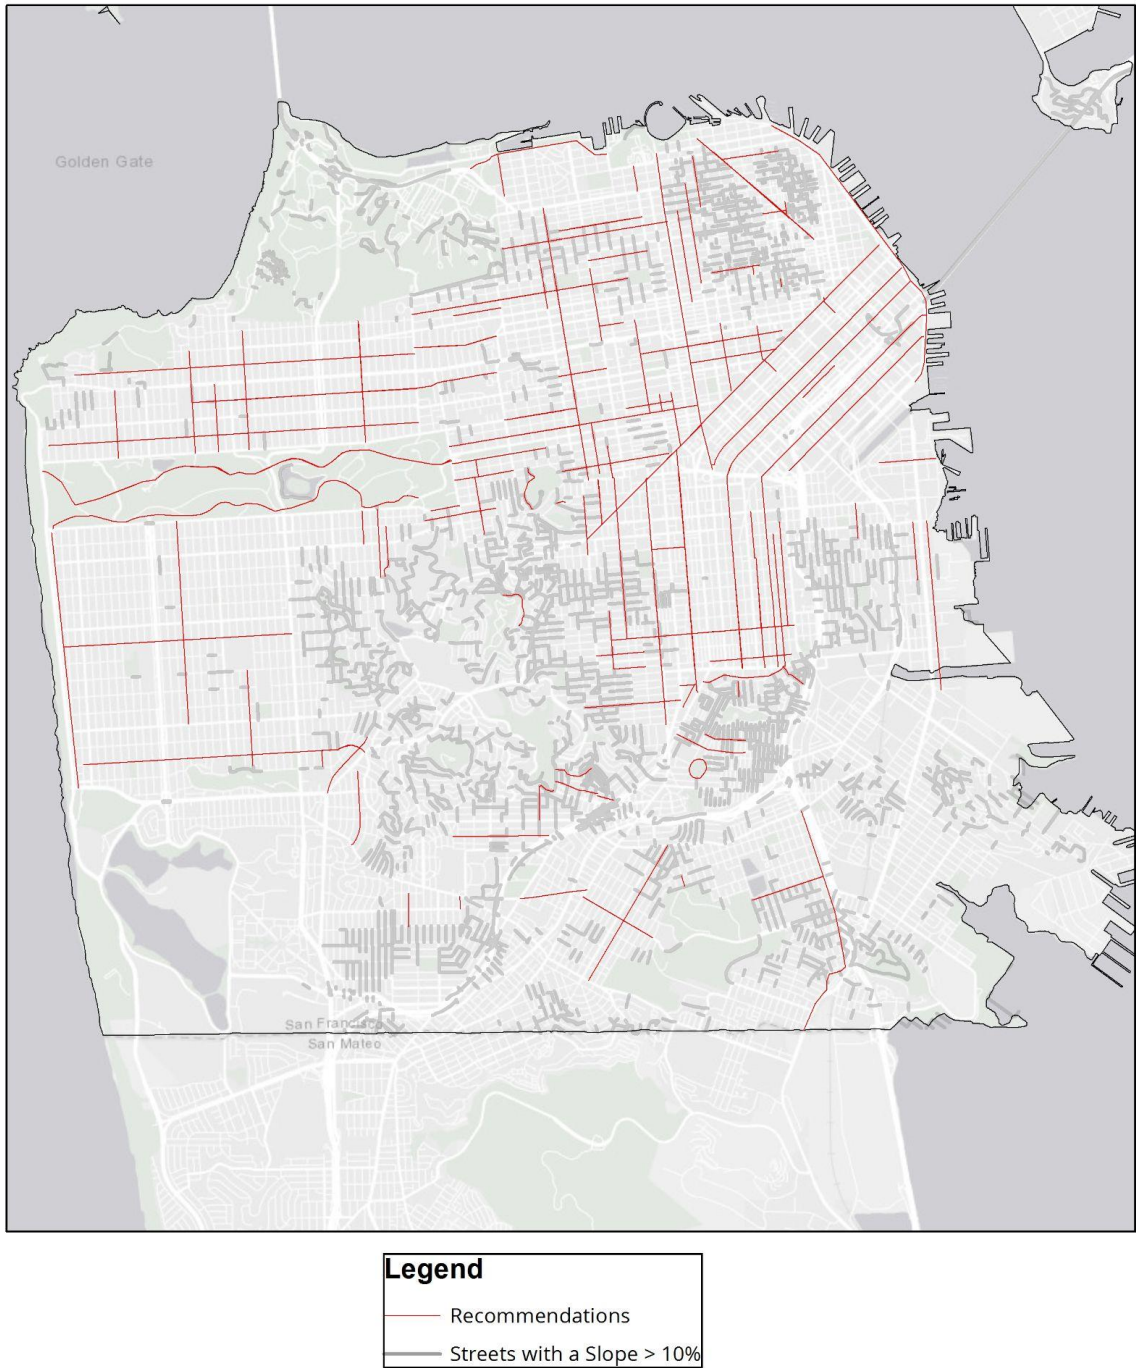 Golden Gate
San Francisco
San Mateo
Legend
Recommendations
Streets with a Slope > 10%